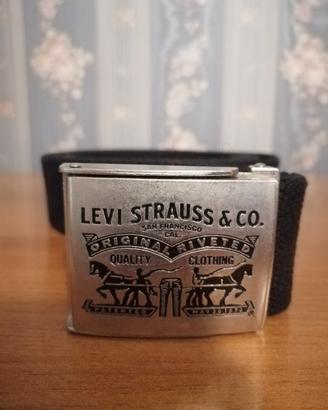 LEVI STRAUSS & CO.
SAN FRANCISCO
CAL.
ORIGINAL RIVETED
QUALITY CLOTHING
PATENTED MAY 20 1873